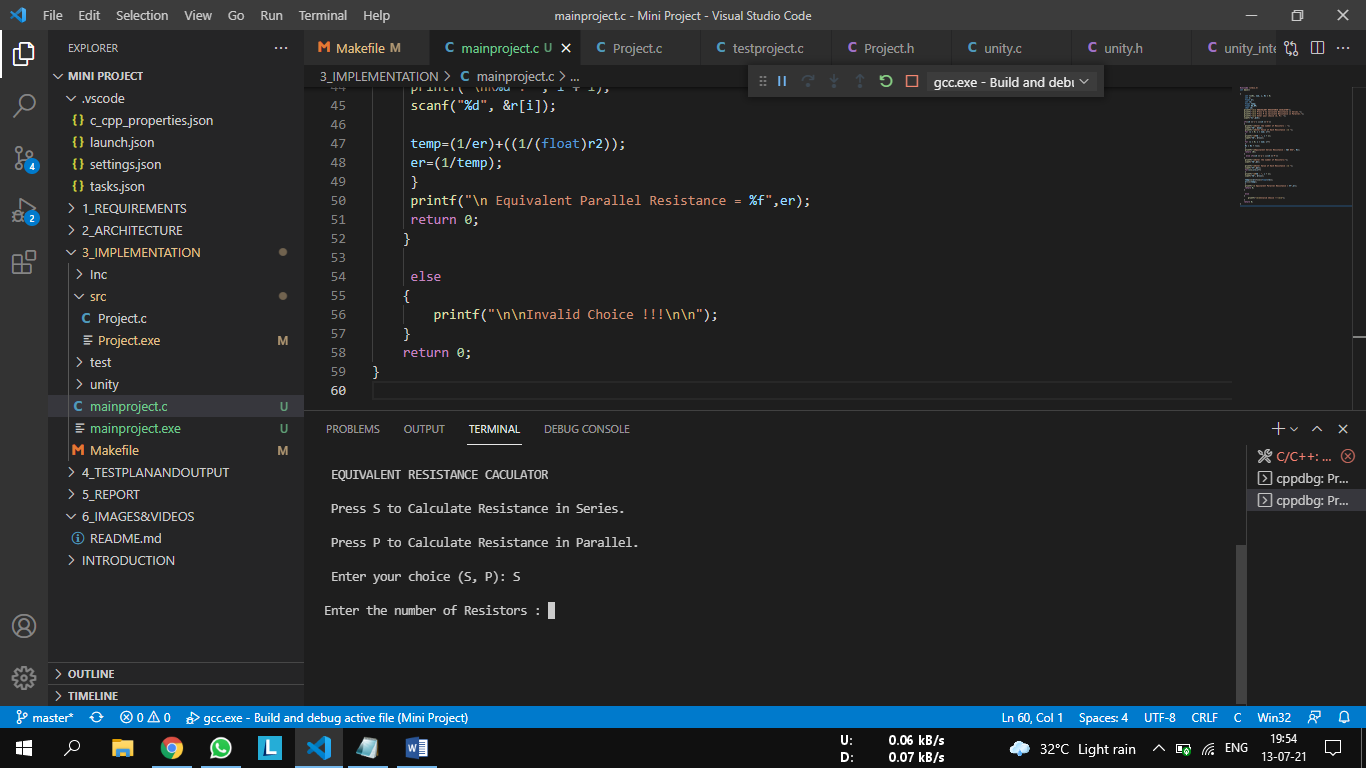 File Edit Selection View Go Run Terminal Help mainproject.c - Mini Project - Visual Studio Code
EXPLORER
MINI PROJECT
.vscode
c_cpp_properties.json
launch.json
settings.json
tasks.json
1_REQUIREMENTS
2_ARCHITECTURE
3_IMPLEMENTATION
Inc
src
C Project.c
Project.exe M
test
unity
C mainproject.c U
mainproject.exe U
M Makefile M
4_TESTPLANANDOUTPUT
5_REPORT
6_IMAGES&VIDEOS
README.md
INTRODUCTION
OUTLINE
TIMELINE
4
2
M Makefile M C mainproject.c U C Project.c C testproject.c C Project.h C unity.c C unity.h C unity_inte
3_IMPLEMENTATION > C mainproject.c > ...
gcc.exe - Build and debu
44 printf("\nR%d : ", i + 1);
45 scanf("%d", &r[i]);
46
47 temp=(1/er)+((1/(float)r2));
48 er=(1/temp);
49 }
50 printf("\n Equivalent Parallel Resistance = %f",er);
51 return 0;
52 }
53
54 else
55 {
56 printf("\n\nInvalid Choice !!!\n\n");
57 }
58 return 0;
59 }
60
PROBLEMS OUTPUT TERMINAL DEBUG CONSOLE
EQUIVALENT RESISTANCE CACULATOR
Press S to Calculate Resistance in Series.
Press P to Calculate Resistance in Parallel.
Enter your choice (S, P): S
Enter the number of Resistors :
C/C++: ...
cppdbg: Pr...
cppdbg: Pr...
master* 0 0 gcc.exe - Build and debug active file (Mini Project) Ln 60, Col 1 Spaces: 4 UTF-8 CRLF C Win32
L W
U: 0.06 kB/s
D: 0.07 kB/s
32°C Light rain ENG
19:54
13-07-21